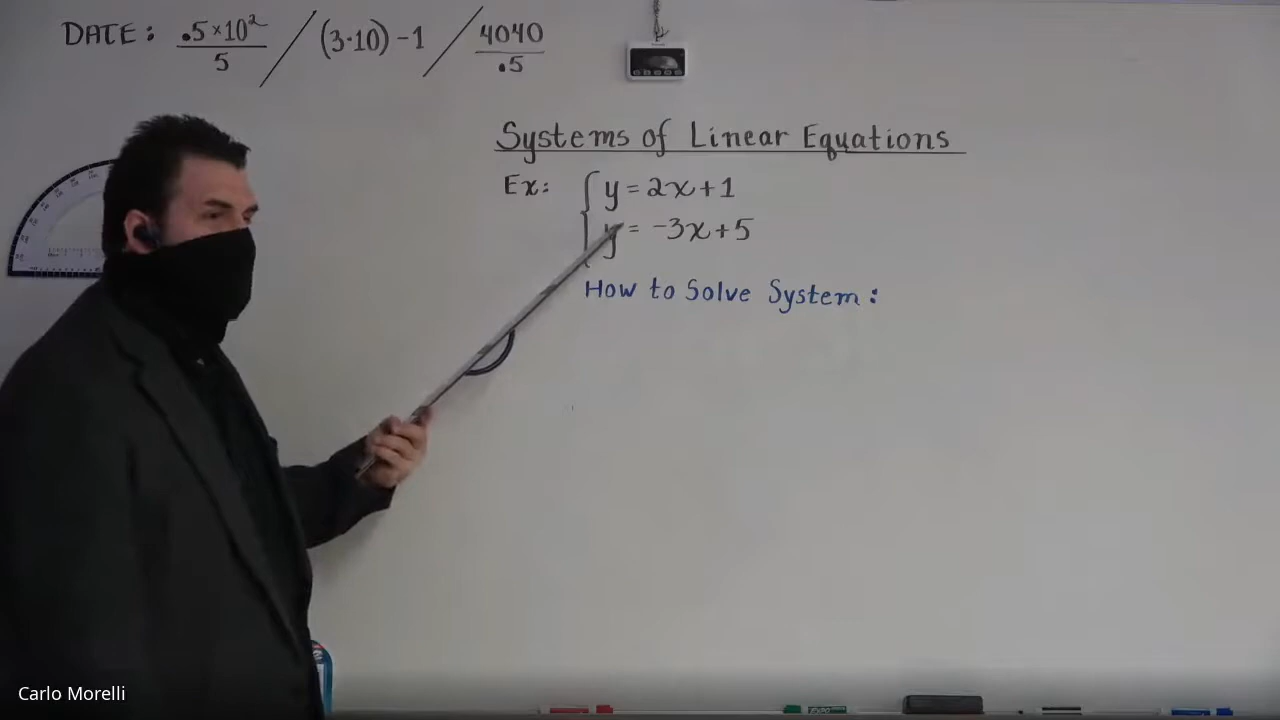 DATE: .5×10²/5 / (3·10)-1 / 4040/.5
Systems of Linear Equations
Ex: { y = 2x+1
y = -3x+5
How to Solve System:
Carlo Morelli